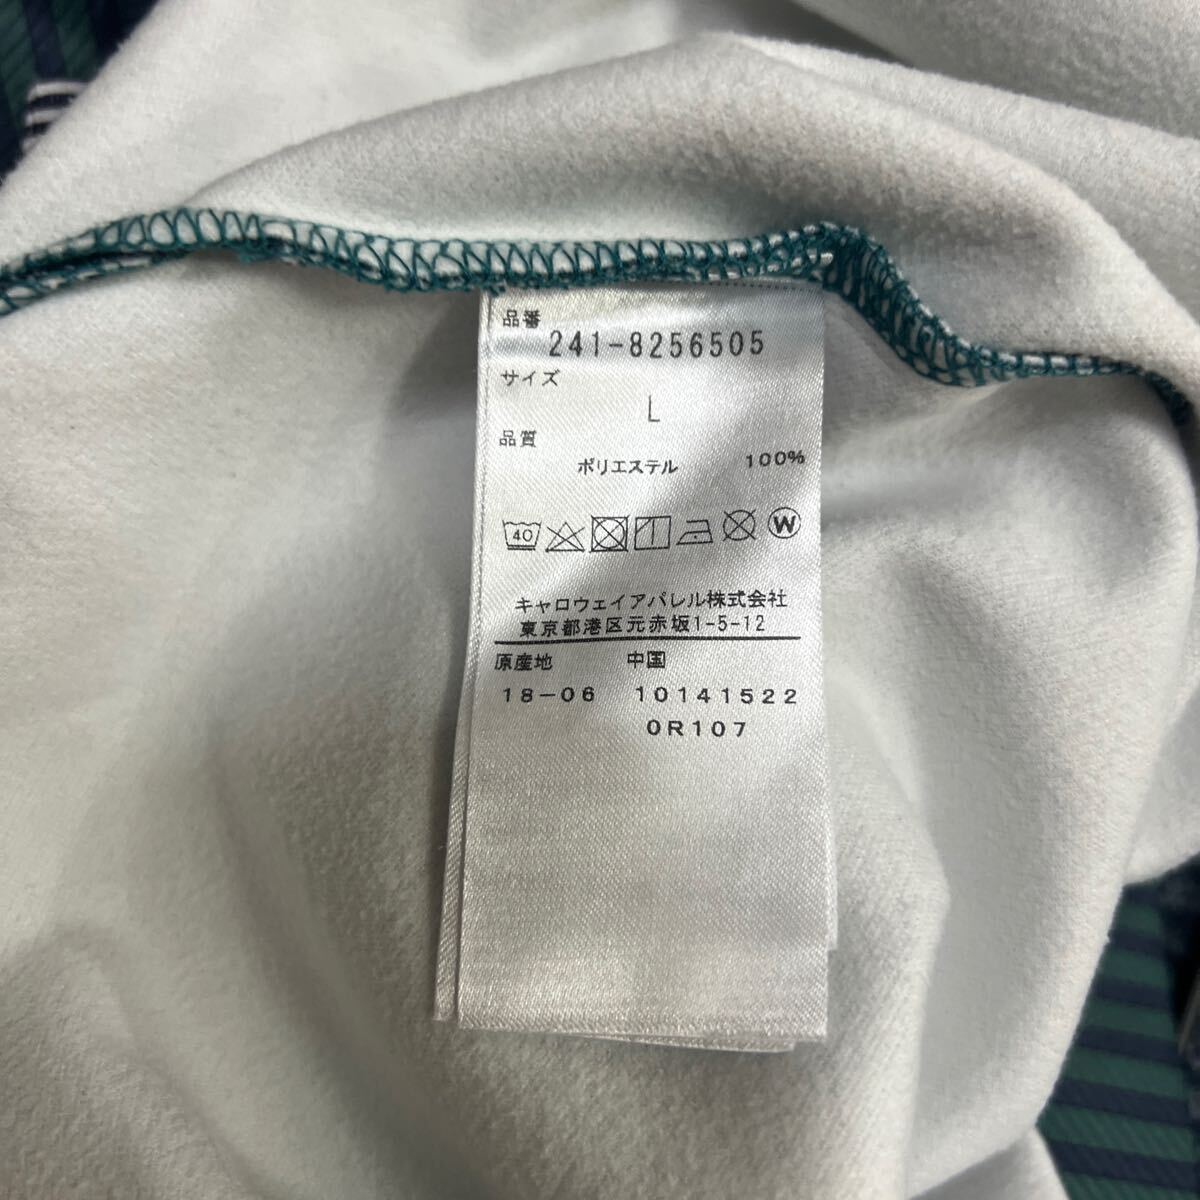 品番
241-8256505
サイズ
L
品質
ポリエステル 100%
40 W
キャロウェイアパレル株式会社
東京都港区元赤坂1-5-12
原産地 中国
18-06 10141522
0R107